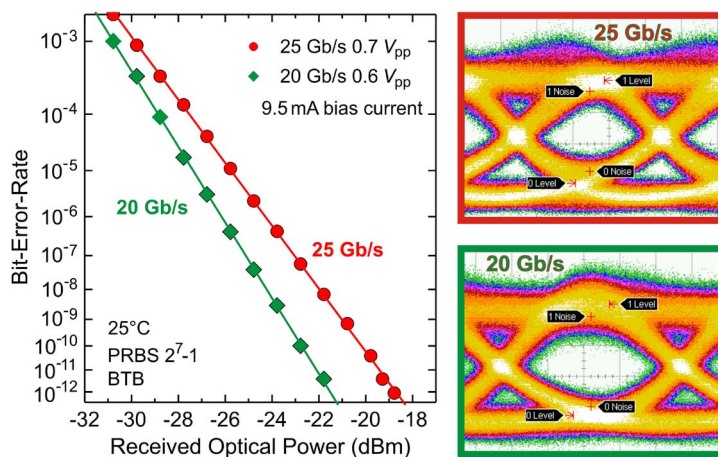 Bit-Error-Rate
10⁻³
10⁻⁴
10⁻⁵
10⁻⁶
10⁻⁷
10⁻⁸
10⁻⁹
10⁻¹⁰
10⁻¹¹
10⁻¹²
25 Gb/s 0.7 Vpp
20 Gb/s 0.6 Vpp
9.5 mA bias current
20 Gb/s
25 Gb/s
25°C
PRBS 2⁷-1
BTB
-32 -30 -28 -26 -24 -22 -20 -18
Received Optical Power (dBm)
25 Gb/s
1 Level
1 Noise
0 Noise
0 Level
20 Gb/s
1 Level
1 Noise
0 Noise
0 Level